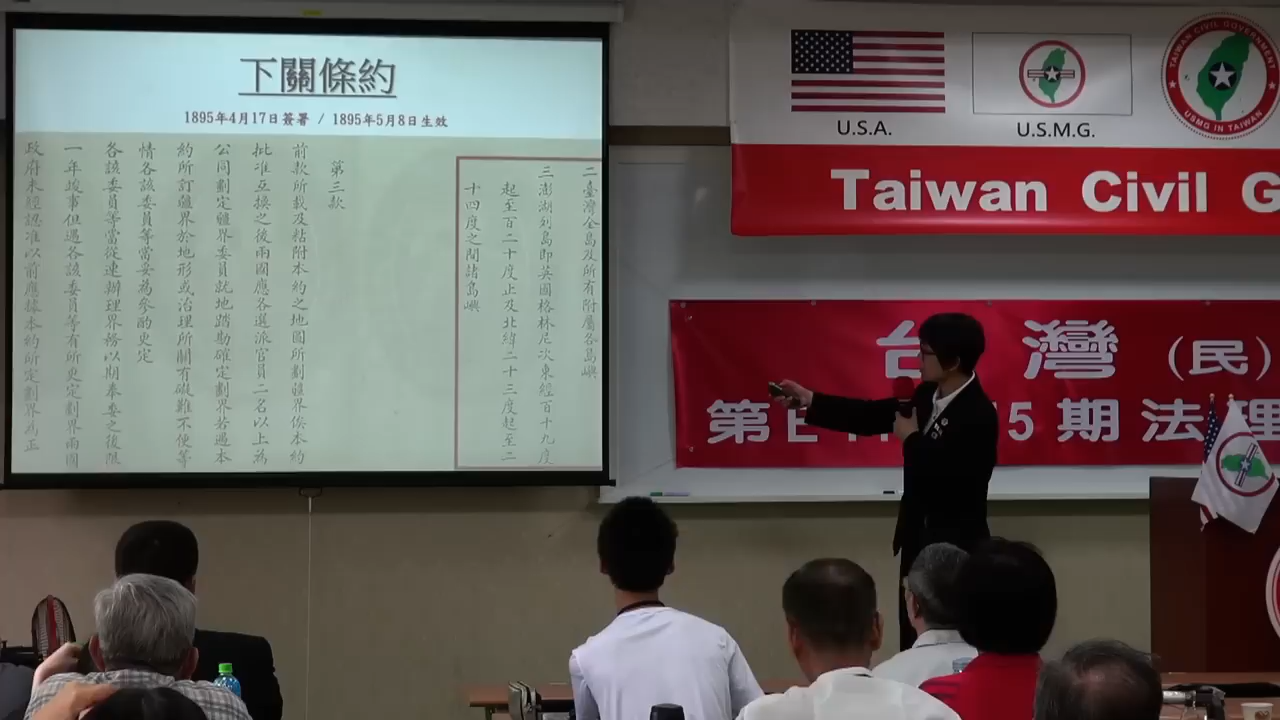 下關條約
1895年4月17日簽署 / 1895年5月8日生效
二臺灣全島及所有附屬各島嶼
三澎湖列島即英國格林尼次東經百十九度
起至百二十度止及北緯二十三度起至二
十四度之間諸島嶼
第三款
前款所載及粘附本約之地圖所劃疆界俟本約
批准互換之後兩國應各選派官員二名以上為
公同劃定疆界委員就地踏勘確定劃界若遇本
約所訂疆界於地形或治理所關有礙難不便等
情各該委員等當妥為參酌更定
各該委員等當從速辦理界務以期奉委之後限
一年竣事但遇各該委員等有所更定劃界兩國
政府未經認准以前應據本約所定劃界為正
U.S.A.
U.S.M.G.
TAIWAN CIVIL GOVERNMENT
USMG IN TAIWAN
Taiwan Civil G
台灣(民)
第E
5期法理